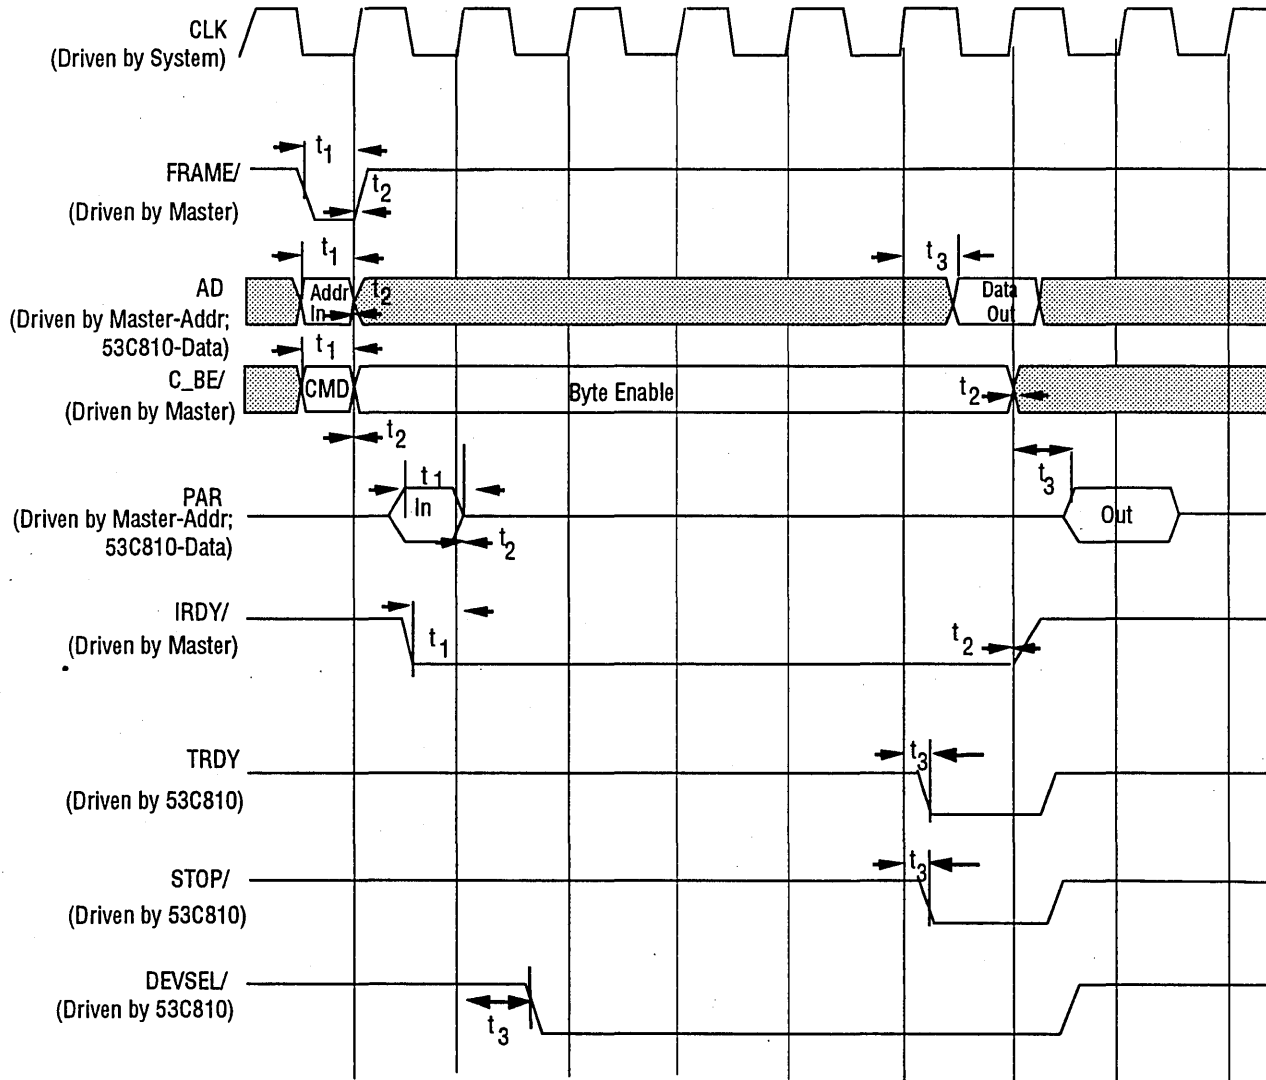 CLK
(Driven by System)
t1
FRAME/
t2
(Driven by Master)
t1
t3
AD
Addr
In
t2
Data
Out
(Driven by Master-Addr;
53C810-Data)
t1
C_BE/
CMD
Byte Enable
t2
(Driven by Master)
t2
t1
t3
PAR
In
Out
(Driven by Master-Addr;
53C810-Data)
t2
IRDY/
t1
t2
(Driven by Master)
TRDY
t3
(Driven by 53C810)
STOP/
t3
(Driven by 53C810)
DEVSEL/
(Driven by 53C810)
t3